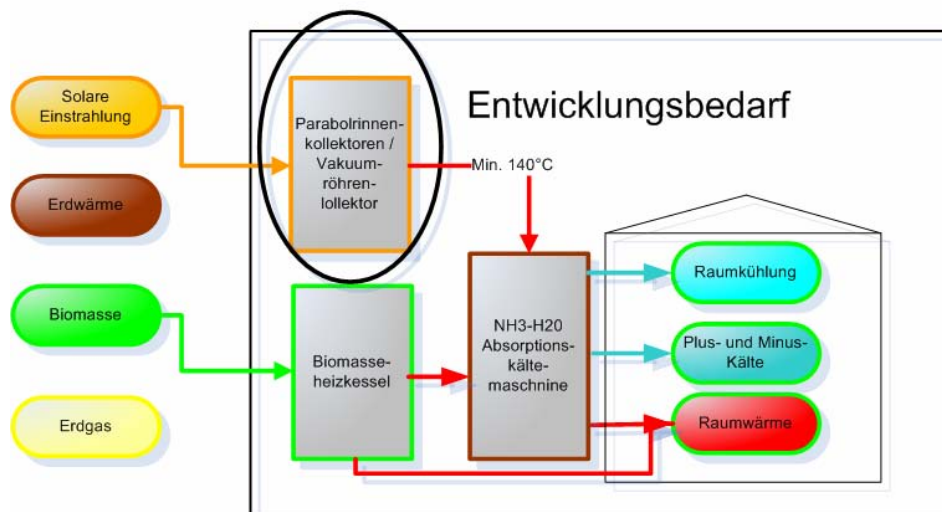 Solare
Einstrahlung
Erdwärme
Biomasse
Erdgas
Parabolrinnen-
kollektoren /
Vakuum-
röhren-
lollektor
Entwicklungsbedarf
Min. 140°C
Biomasse-
heizkessel
NH3-H20
Absorptions-
kälte-
maschnine
Raumkühlung
Plus- und Minus-
Kälte
Raumwärme